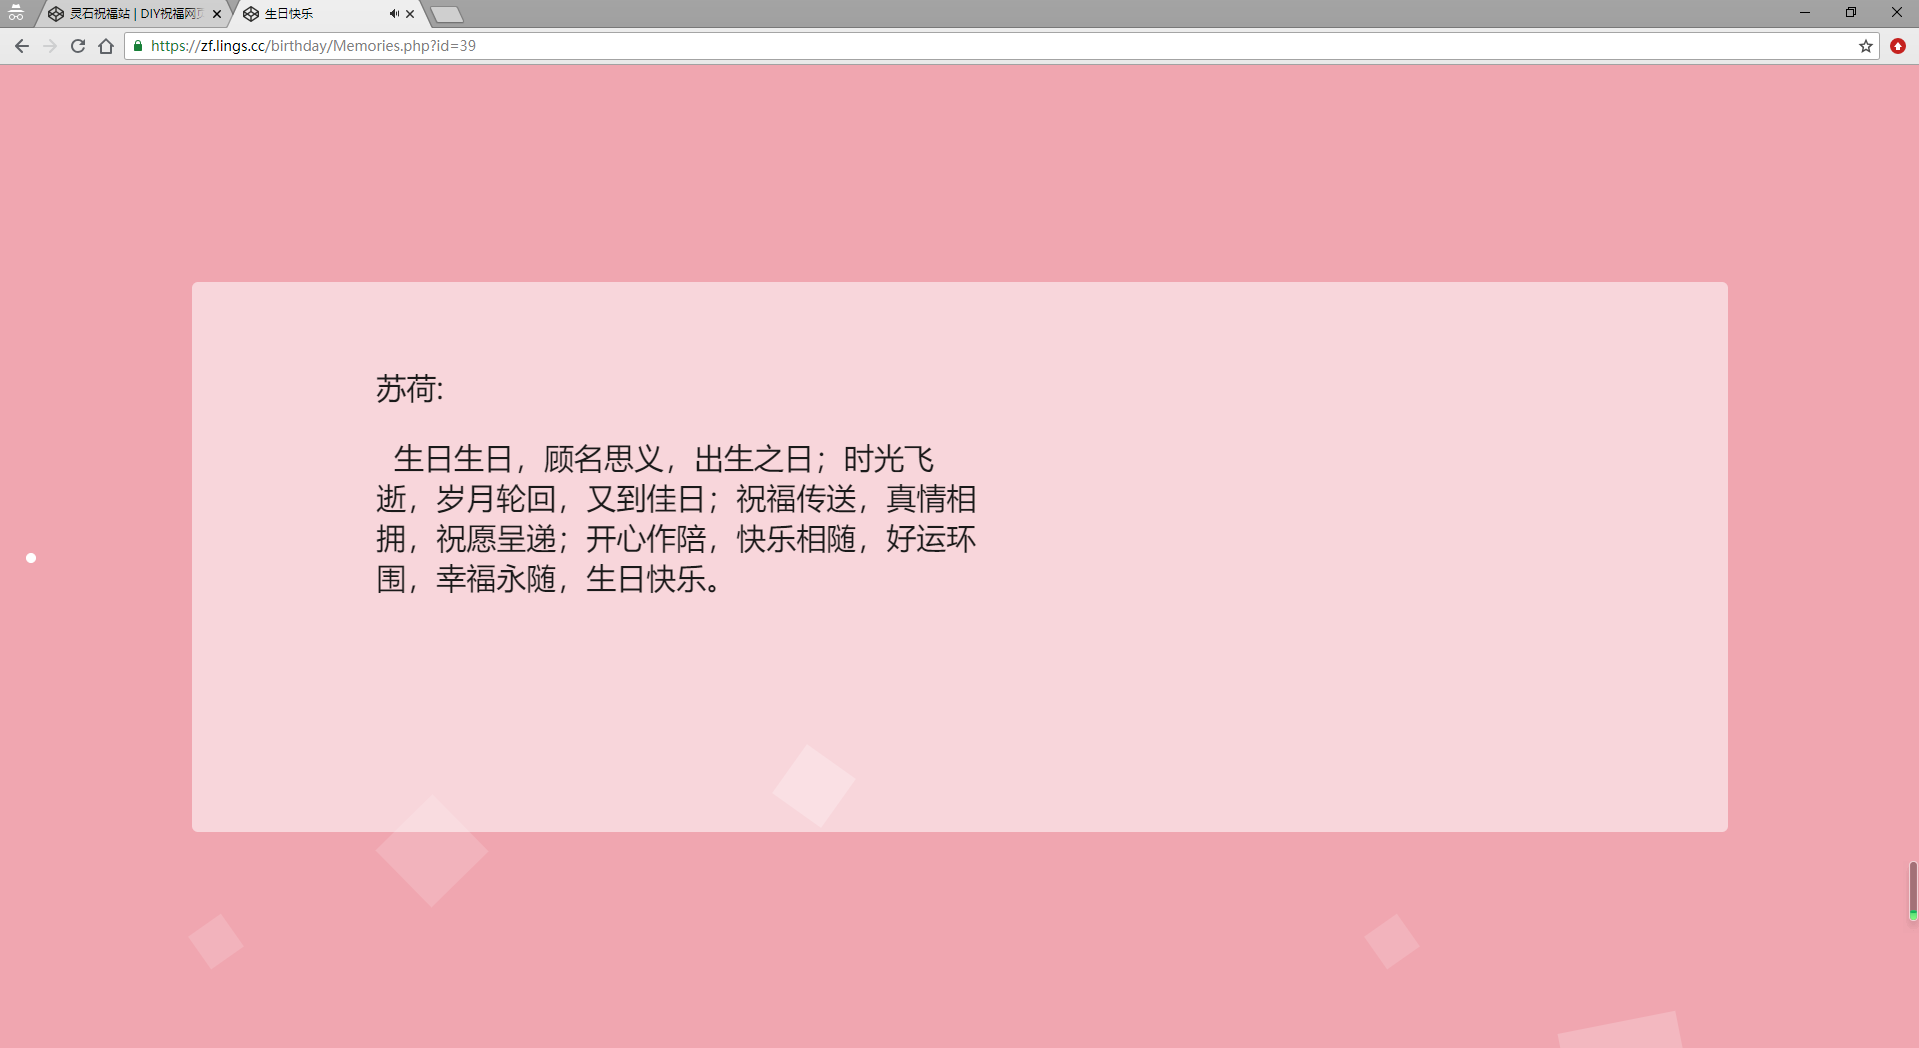 灵石祝福站 | DIY祝福网
生日快乐
https://zf.lings.cc/birthday/Memories.php?id=39
苏荷:
生日生日，顾名思义，出生之日；时光飞
逝，岁月轮回，又到佳日；祝福传送，真情相
拥，祝愿呈递；开心作陪，快乐相随，好运环
围，幸福永随，生日快乐。